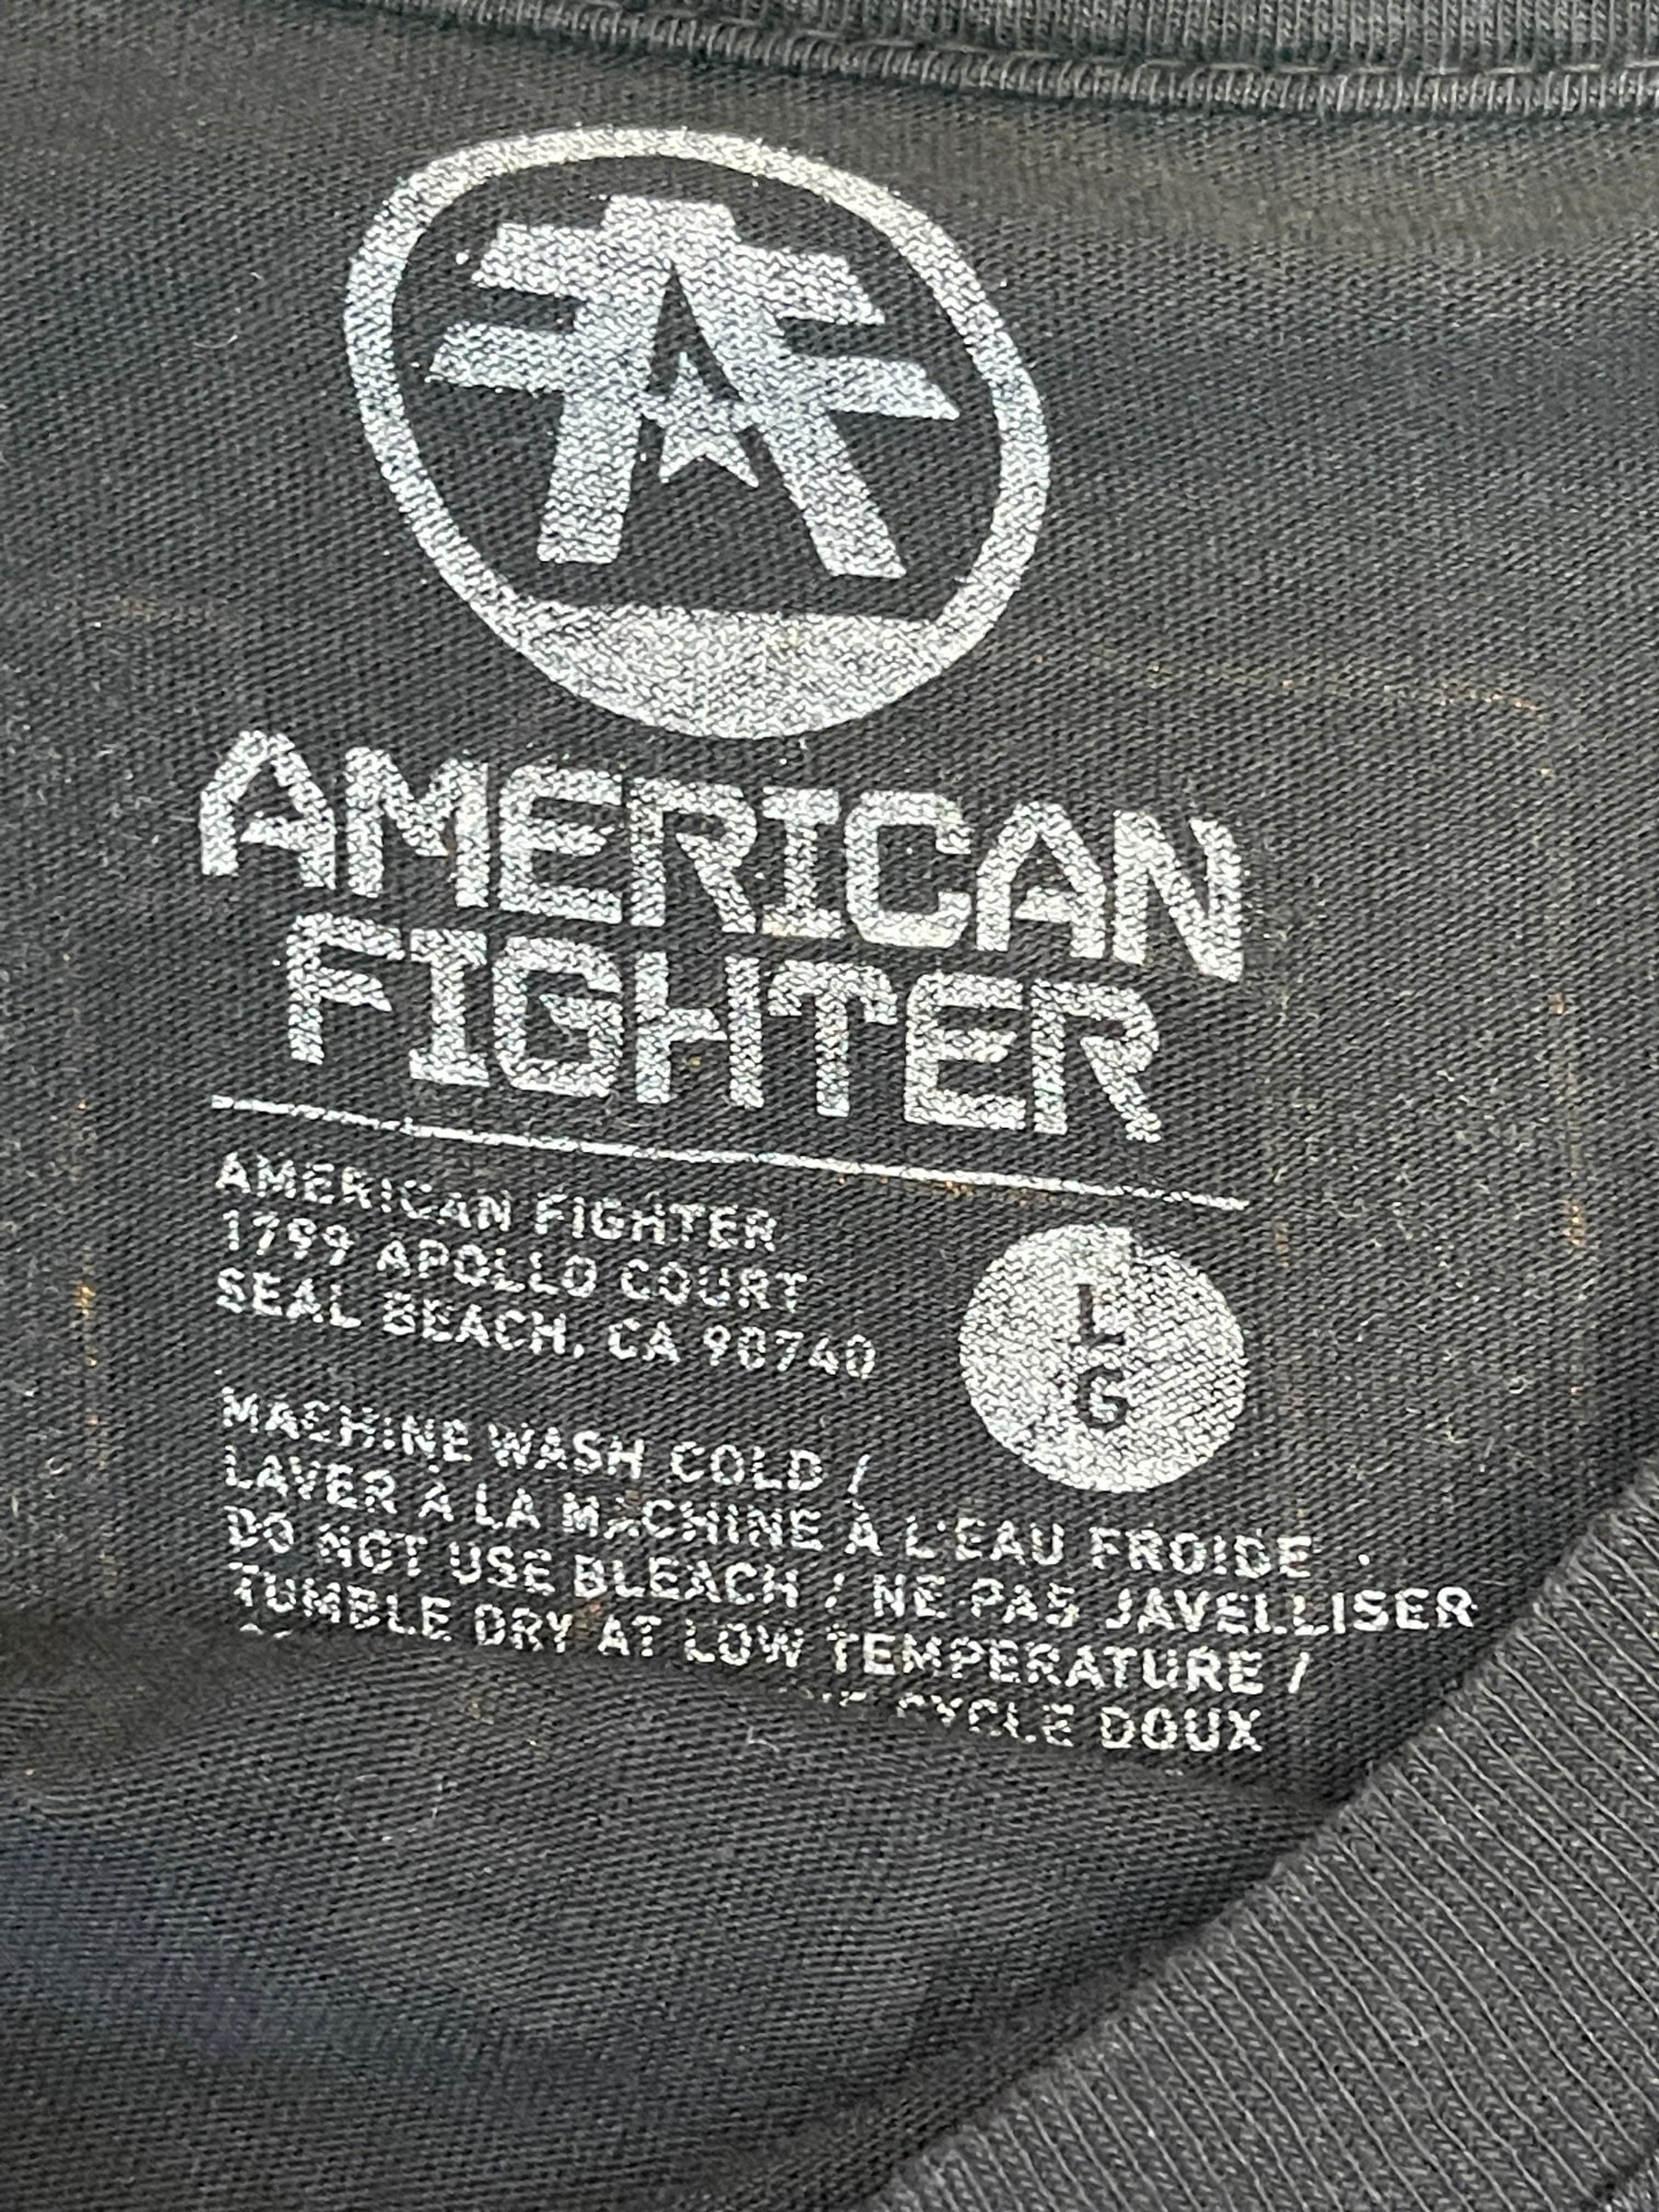 AMERICAN
FIGHTER
AMERICAN FIGHTER
1799 APOLLO COURT
SEAL BEACH, CA 90740
L
G
MACHINE WASH COLD /
LAVER À LA MACHINE À L'EAU FROIDE
DO NOT USE BLEACH / NE PAS JAVELLISER
TUMBLE DRY AT LOW TEMPERATURE /
CYCLE DOUX